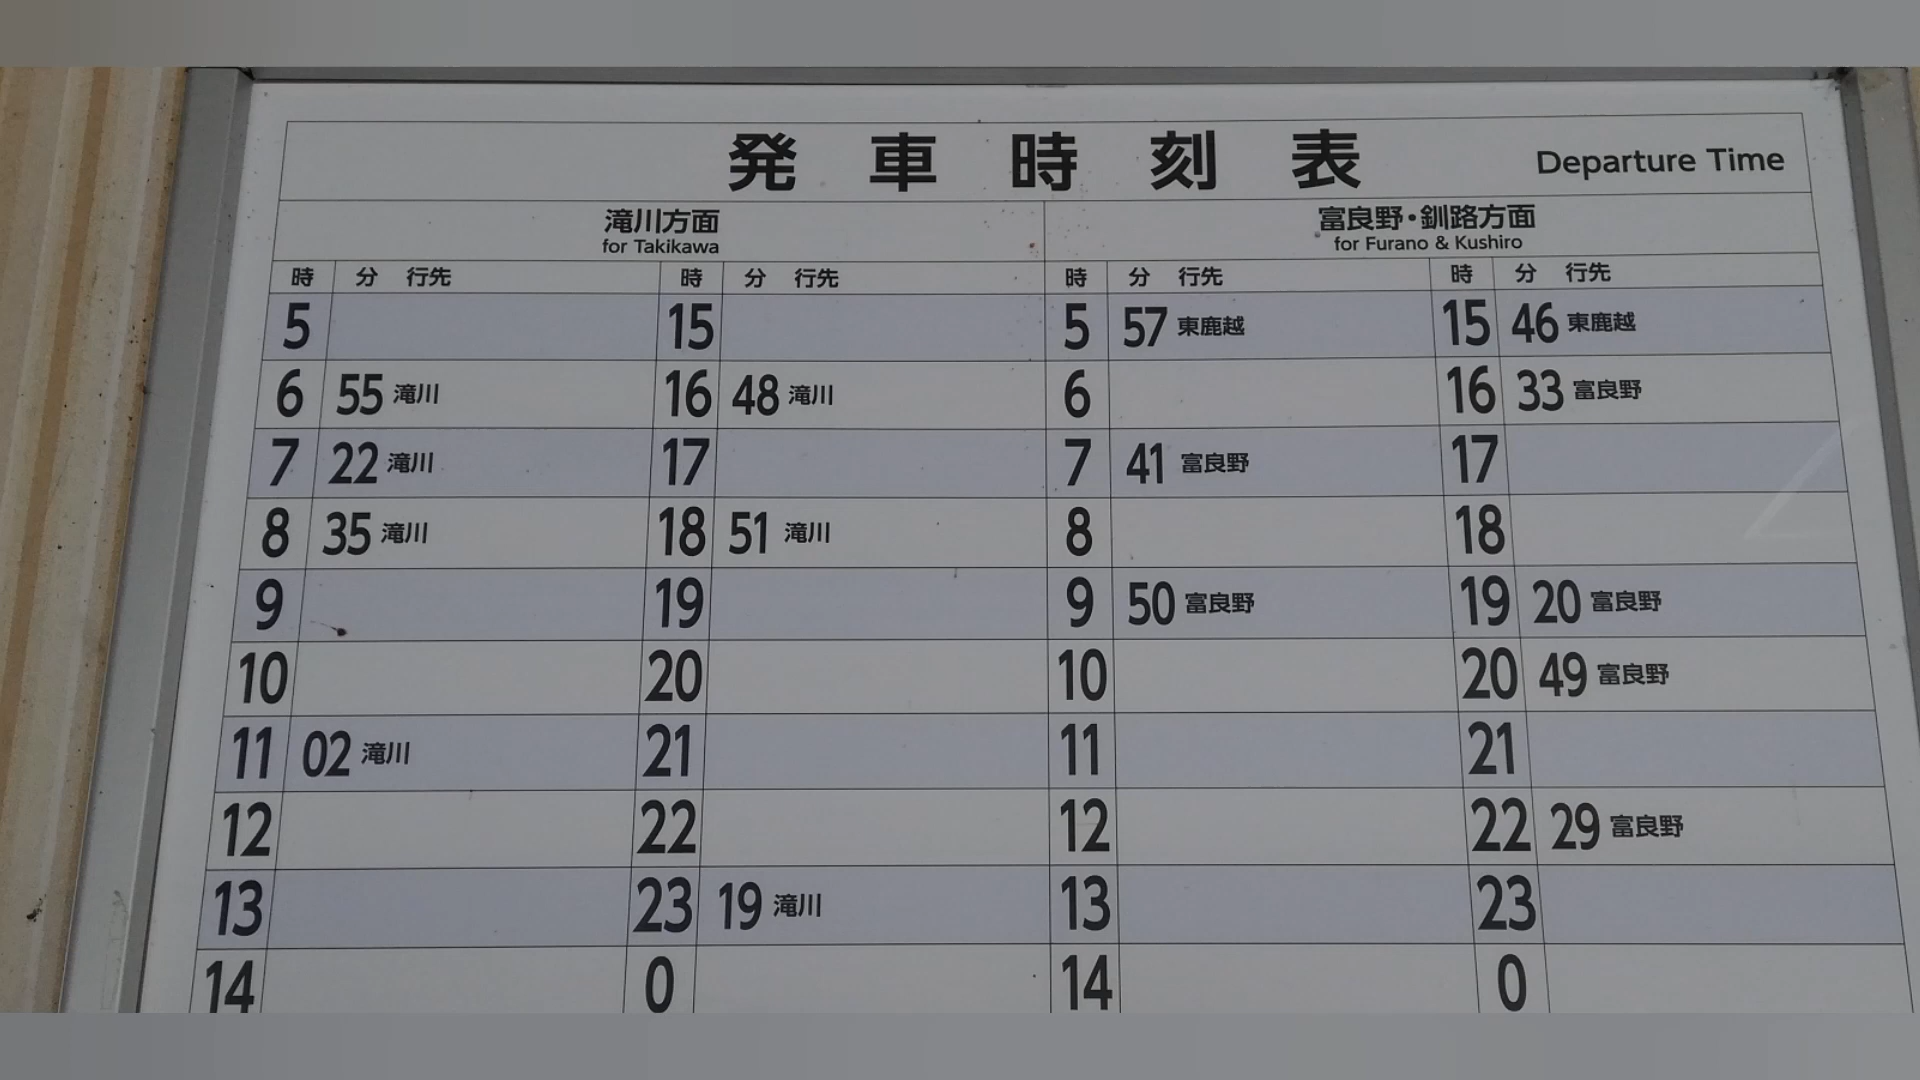 発車時刻表 Departure Time
滝川方面 富良野・釧路方面
for Takikawa for Furano & Kushiro
時 分 行先 時 分 行先 時 分 行先 時 分 行先
5 15 5 57 東鹿越 15 46 東鹿越
6 55 滝川 16 48 滝川 6 16 33 富良野
7 22 滝川 17 7 41 富良野 17
8 35 滝川 18 51 滝川 8 18
9 19 9 50 富良野 19 20 富良野
10 20 10 20 49 富良野
11 02 滝川 21 11 21
12 22 12 22 29 富良野
13 23 19 滝川 13 23
14 0 14 0